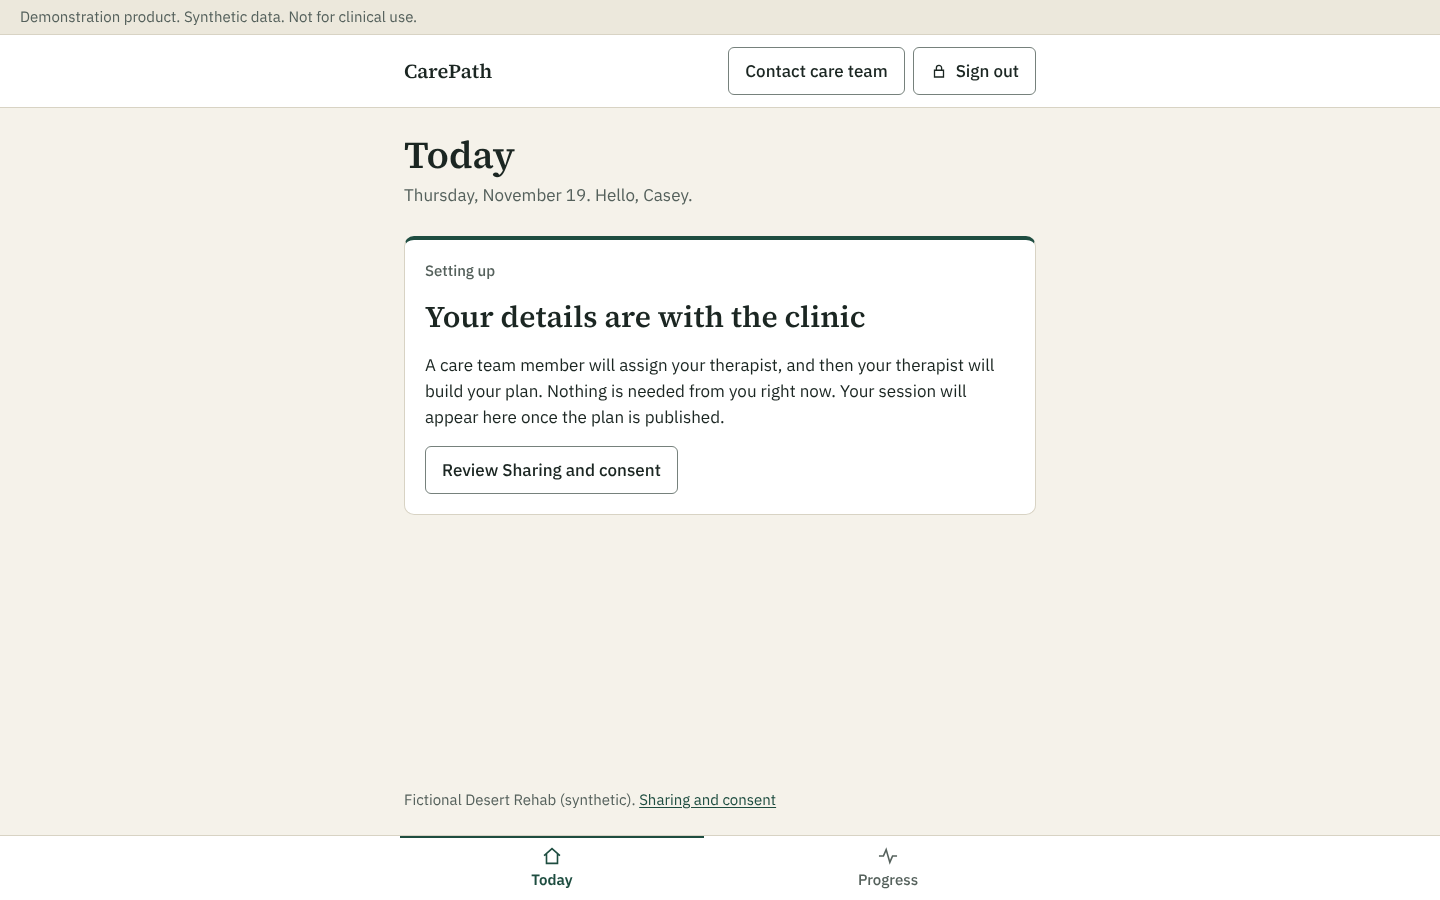 Demonstration product. Synthetic data. Not for clinical use.
CarePath
Contact care team
Sign out
Today
Thursday, November 19. Hello, Casey.
Setting up
Your details are with the clinic
A care team member will assign your therapist, and then your therapist will
build your plan. Nothing is needed from you right now. Your session will
appear here once the plan is published.
Review Sharing and consent
Fictional Desert Rehab (synthetic). Sharing and consent
Today
Progress